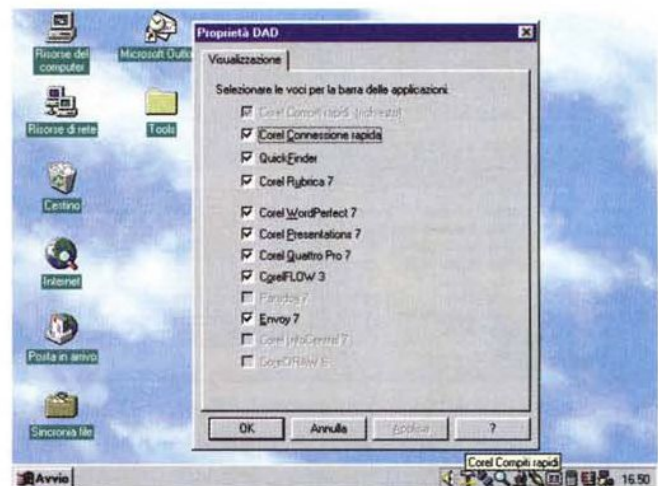 Risorse del
computer
Microsoft Outlo
Risorse di rete
Tools
Cestino
Internet
Posta in arrivo
Sincronia file
Proprietà DAD
Visualizzazione
Selezionare le voci per la barra delle applicazioni
Corel Compiti rapidi (richiesto)
Corel Connessione rapida
QuickFinder
Corel Rubrica 7
Corel WordPerfect 7
Corel Presentations 7
Corel Quattro Pro 7
CorelFLOW 3
Paradox 7
Envoy 7
Corel InfoCentral 7
CorelDRAW 6
OK
Annulla
Applica
?
Corel Compiti rapidi
Avvio
16.50